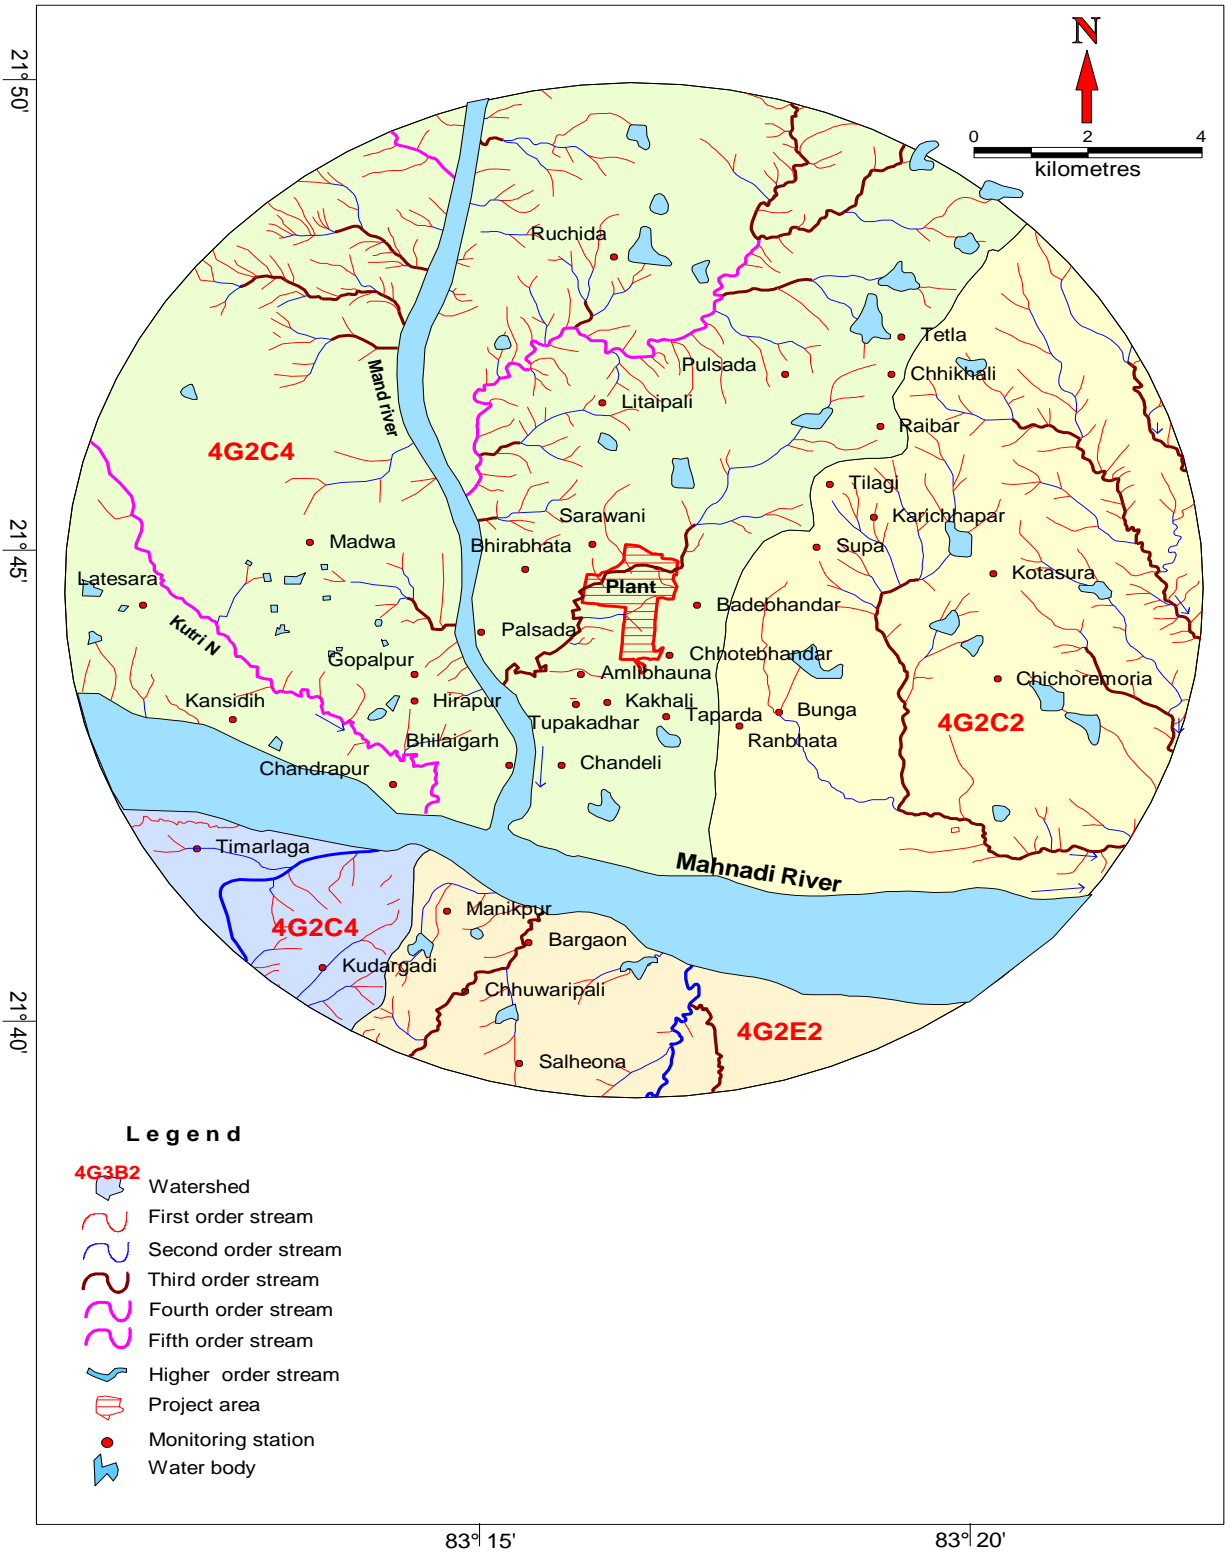 N
21° 50'
0 2 4
kilometres
Ruchida
Tetla
Pulsada
Chhikhali
Mand river
Litaipali
Raibar
4G2C4
Tilagi
Sarawani
Karichhapar
Madwa
Bhirabhata
Supa
21° 45'
Latesara
Plant
Kotasura
Badebhandar
Kutri N
Palsada
Gopalpur
Chhotebhandar
Amlibhauna
Chichoremoria
Kansidih
Hirapur
Kakhali
Tupakadhar
Taparda
Bunga
4G2C2
Bhilaigarh
Ranbhata
Chandrapur
Chandeli
Timarlaga
Mahnadi River
4G2C4
Manikpur
Bargaon
Kudargadi
Chhuwaripali
21° 40'
4G2E2
Salheona
Legend
4G3B2
Watershed
First order stream
Second order stream
Third order stream
Fourth order stream
Fifth order stream
Higher order stream
Project area
Monitoring station
Water body
83° 15' 83° 20'